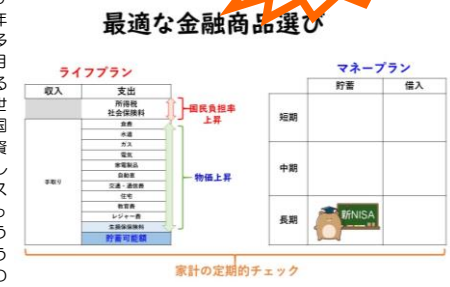 最適な金融商品選び
ライフプラン
収入
支出
所得税
社会保険料
国民負担率
上昇
手取り
食費
水道
ガス
電気
家電製品
自動車
交通・通信費
住宅
教育費
レジャー費
生損保保険料
貯蓄可能額
物価上昇
マネープラン
貯蓄
借入
短期
中期
長期
新NISA
家計の定期的チェック